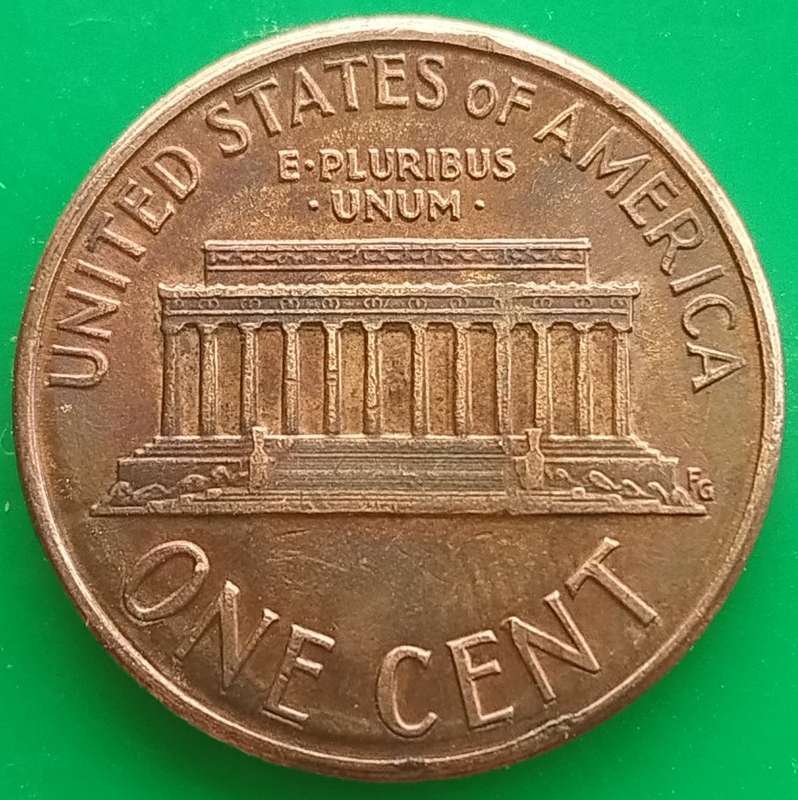 UNITED STATES OF AMERICA
E·PLURIBUS
·UNUM·
FG
ONE CENT